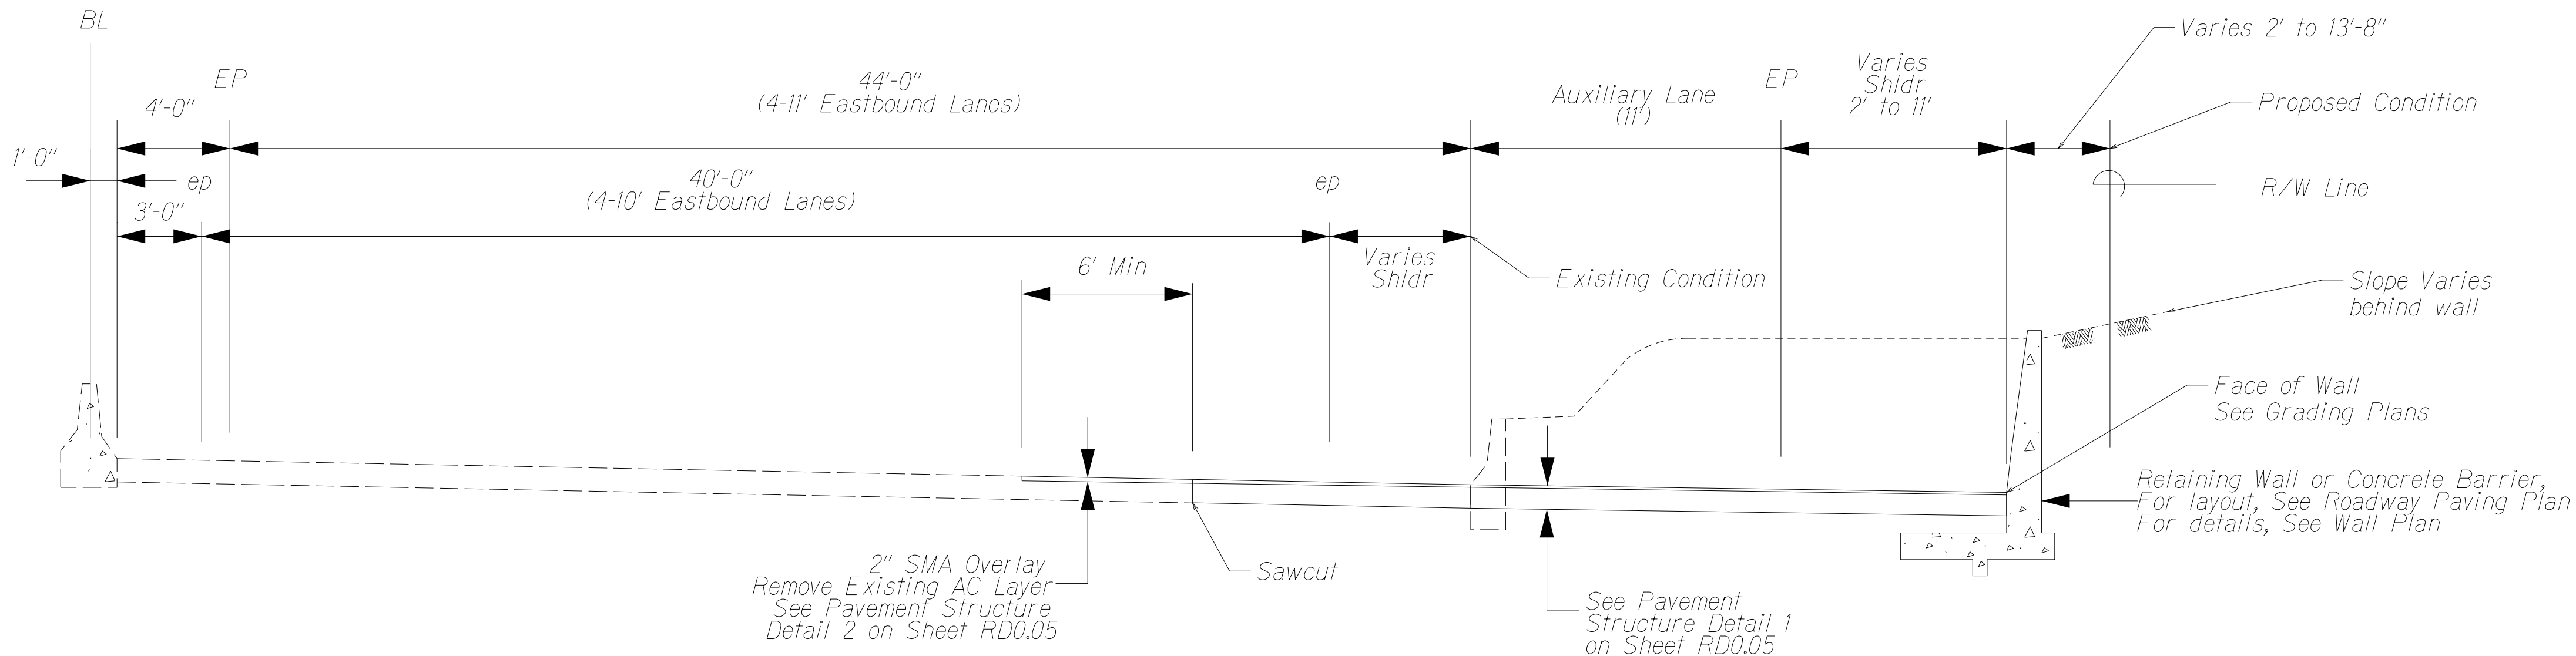 BL
Varies 2' to 13'-8"
EP
44'-0"
(4-11' Eastbound Lanes)
Auxiliary Lane
(11')
EP
Varies
Shldr
2' to 11'
4'-0"
Proposed Condition
1'-0"
ep
40'-0"
(4-10' Eastbound Lanes)
ep
R/W Line
3'-0"
6' Min
Varies
Shldr
Existing Condition
Slope Varies
behind wall
Face of Wall
See Grading Plans
Retaining Wall or Concrete Barrier,
For layout, See Roadway Paving Plan
For details, See Wall Plan
2" SMA Overlay
Remove Existing AC Layer
See Pavement Structure
Detail 2 on Sheet RD0.05
Sawcut
See Pavement
Structure Detail 1
on Sheet RD0.05